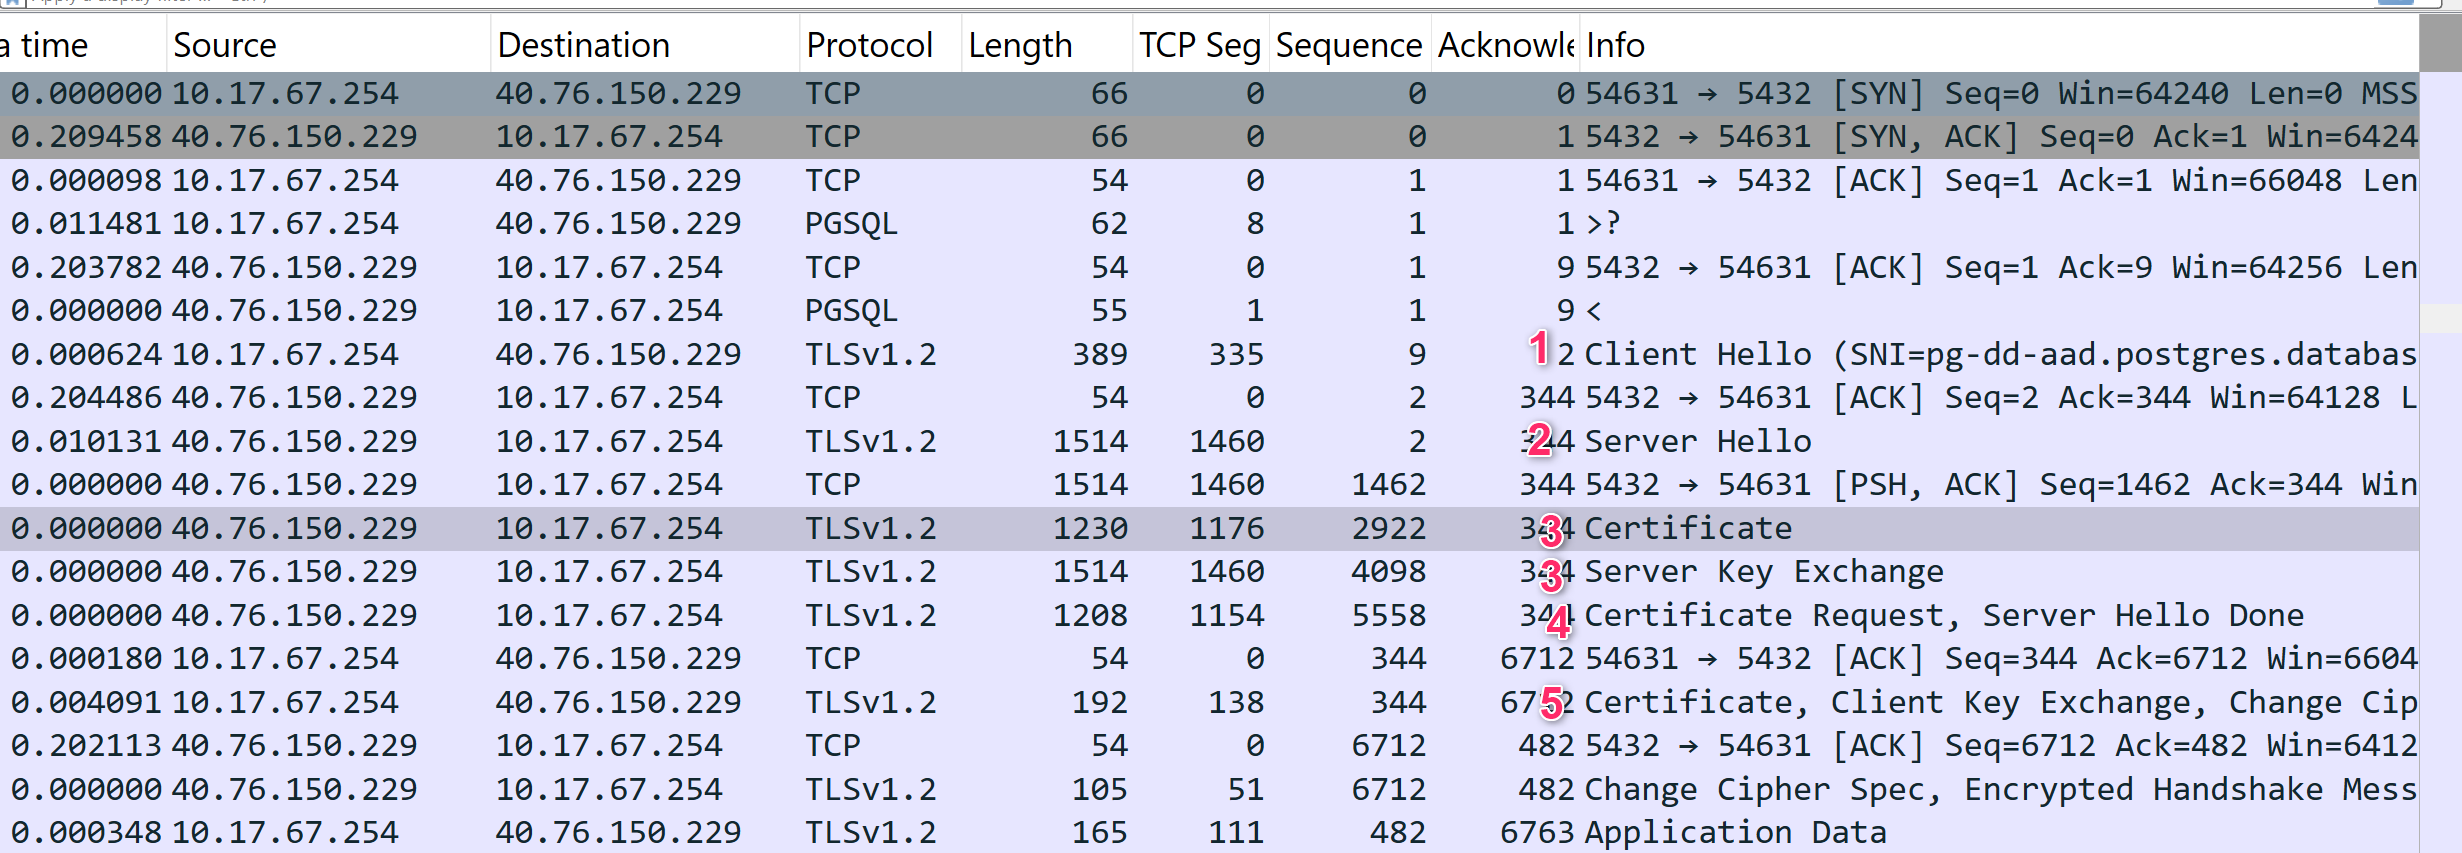 a time Source Destination Protocol Length TCP Seg Sequence Acknowle Info
0.000000 10.17.67.254 40.76.150.229 TCP 66 0 0 0 54631 → 5432 [SYN] Seq=0 Win=64240 Len=0 MSS
0.209458 40.76.150.229 10.17.67.254 TCP 66 0 0 1 5432 → 54631 [SYN, ACK] Seq=0 Ack=1 Win=6424
0.000098 10.17.67.254 40.76.150.229 TCP 54 0 1 1 54631 → 5432 [ACK] Seq=1 Ack=1 Win=66048 Len
0.011481 10.17.67.254 40.76.150.229 PGSQL 62 8 1 1 >?
0.203782 40.76.150.229 10.17.67.254 TCP 54 0 1 9 5432 → 54631 [ACK] Seq=1 Ack=9 Win=64256 Len
0.000000 40.76.150.229 10.17.67.254 PGSQL 55 1 1 9 <
0.000624 10.17.67.254 40.76.150.229 TLSv1.2 389 335 9 1 2 Client Hello (SNI=pg-dd-aad.postgres.databas
0.204486 40.76.150.229 10.17.67.254 TCP 54 0 2 344 5432 → 54631 [ACK] Seq=2 Ack=344 Win=64128 L
0.010131 40.76.150.229 10.17.67.254 TLSv1.2 1514 1460 2 2 344 Server Hello
0.000000 40.76.150.229 10.17.67.254 TCP 1514 1460 1462 344 5432 → 54631 [PSH, ACK] Seq=1462 Ack=344 Win
0.000000 40.76.150.229 10.17.67.254 TLSv1.2 1230 1176 2922 344 3 Certificate
0.000000 40.76.150.229 10.17.67.254 TLSv1.2 1514 1460 4098 344 3 Server Key Exchange
0.000000 40.76.150.229 10.17.67.254 TLSv1.2 1208 1154 5558 344 4 Certificate Request, Server Hello Done
0.000180 10.17.67.254 40.76.150.229 TCP 54 0 344 6712 54631 → 5432 [ACK] Seq=344 Ack=6712 Win=6604
0.004091 10.17.67.254 40.76.150.229 TLSv1.2 192 138 344 6712 5 Certificate, Client Key Exchange, Change Cip
0.202113 40.76.150.229 10.17.67.254 TCP 54 0 6712 482 5432 → 54631 [ACK] Seq=6712 Ack=482 Win=6412
0.000000 40.76.150.229 10.17.67.254 TLSv1.2 105 51 6712 482 Change Cipher Spec, Encrypted Handshake Mess
0.000348 10.17.67.254 40.76.150.229 TLSv1.2 165 111 482 6763 Application Data